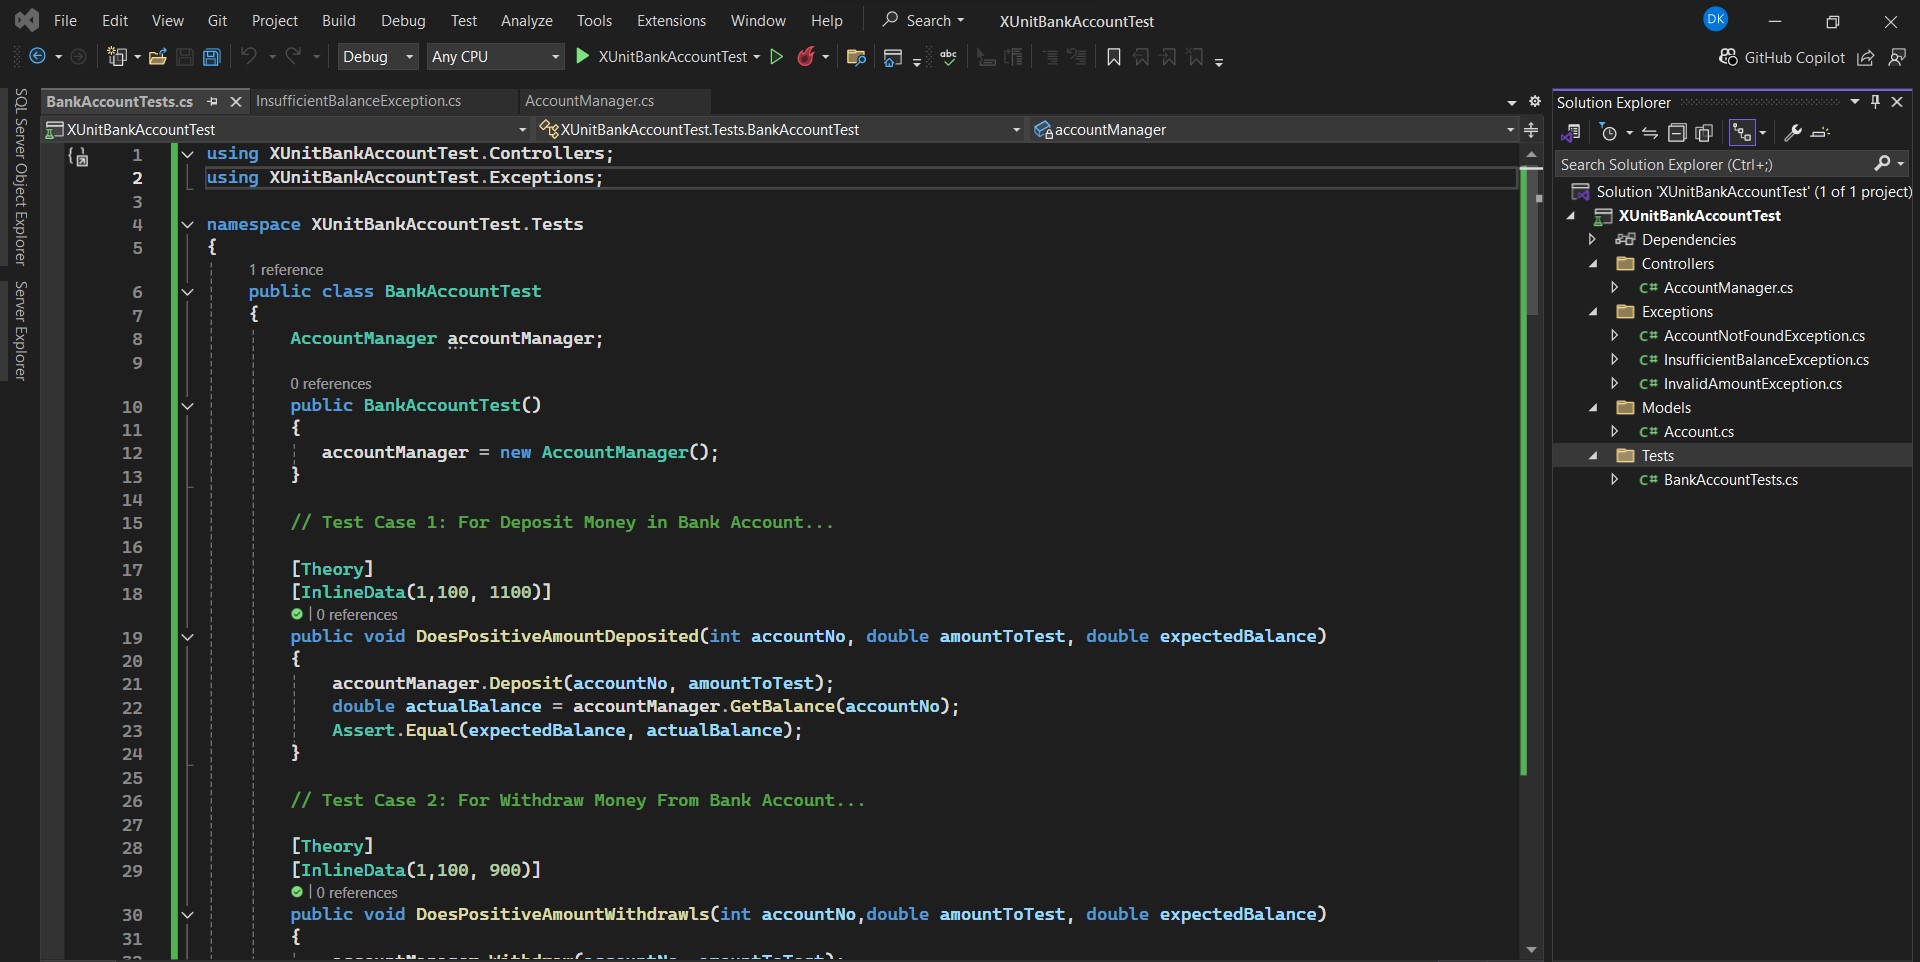 File Edit View Git Project Build Debug Test Analyze Tools Extensions Window Help Search XUnitBankAccountTest DK
Debug Any CPU XUnitBankAccountTest abc GitHub Copilot
SQL Server Object Explorer
Server Explorer
BankAccountTests.cs InsufficientBalanceException.cs AccountManager.cs
XUnitBankAccountTest XUnitBankAccountTest.Tests.BankAccountTest accountManager
1 using XUnitBankAccountTest.Controllers;
2 using XUnitBankAccountTest.Exceptions;
3
4 namespace XUnitBankAccountTest.Tests
5 {
1 reference
6 public class BankAccountTest
7 {
8 AccountManager accountManager;
9
0 references
10 public BankAccountTest()
11 {
12 accountManager = new AccountManager();
13 }
14
15 // Test Case 1: For Deposit Money in Bank Account...
16
17 [Theory]
18 [InlineData(1,100, 1100)]
| 0 references
19 public void DoesPositiveAmountDeposited(int accountNo, double amountToTest, double expectedBalance)
20 {
21 accountManager.Deposit(accountNo, amountToTest);
22 double actualBalance = accountManager.GetBalance(accountNo);
23 Assert.Equal(expectedBalance, actualBalance);
24 }
25
26 // Test Case 2: For Withdraw Money From Bank Account...
27
28 [Theory]
29 [InlineData(1,100, 900)]
| 0 references
30 public void DoesPositiveAmountWithdrawls(int accountNo,double amountToTest, double expectedBalance)
31 {
Solution Explorer
Search Solution Explorer (Ctrl+;)
Solution 'XUnitBankAccountTest' (1 of 1 project)
XUnitBankAccountTest
Dependencies
Controllers
C# AccountManager.cs
Exceptions
C# AccountNotFoundException.cs
C# InsufficientBalanceException.cs
C# InvalidAmountException.cs
Models
C# Account.cs
Tests
C# BankAccountTests.cs